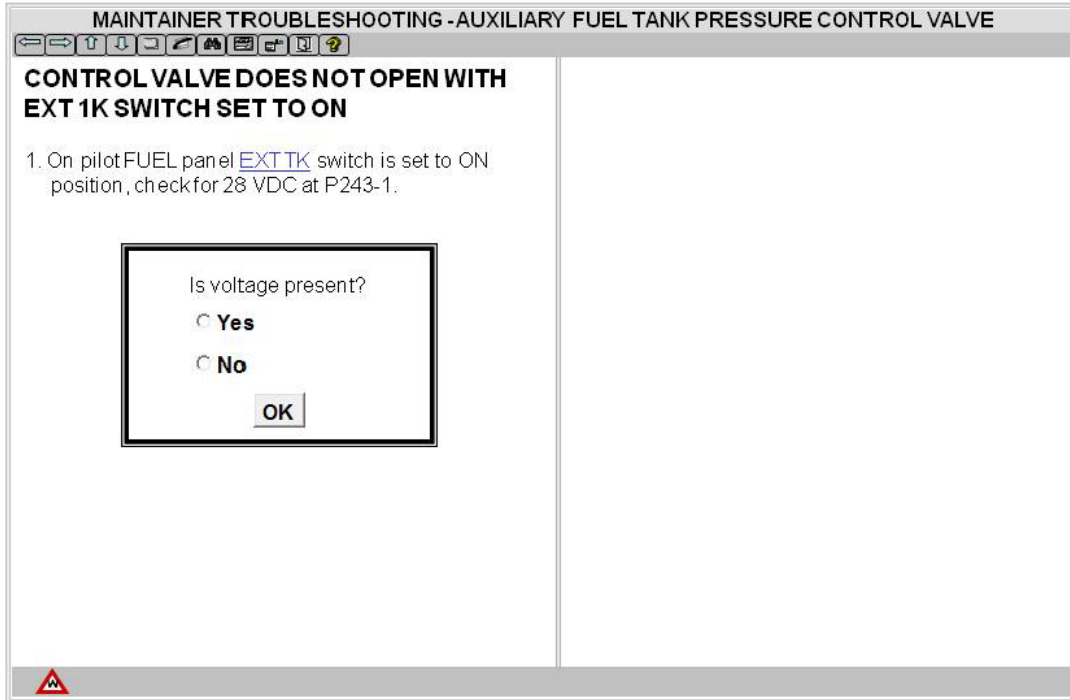 MAINTAINER TROUBLESHOOTING - AUXILIARY FUEL TANK PRESSURE CONTROL VALVE
CONTROL VALVE DOES NOT OPEN WITH
EXT 1K SWITCH SET TO ON
1. On pilot FUEL panel EXT TK switch is set to ON
position, check for 28 VDC at P243-1.
Is voltage present?
Yes
No
OK
W